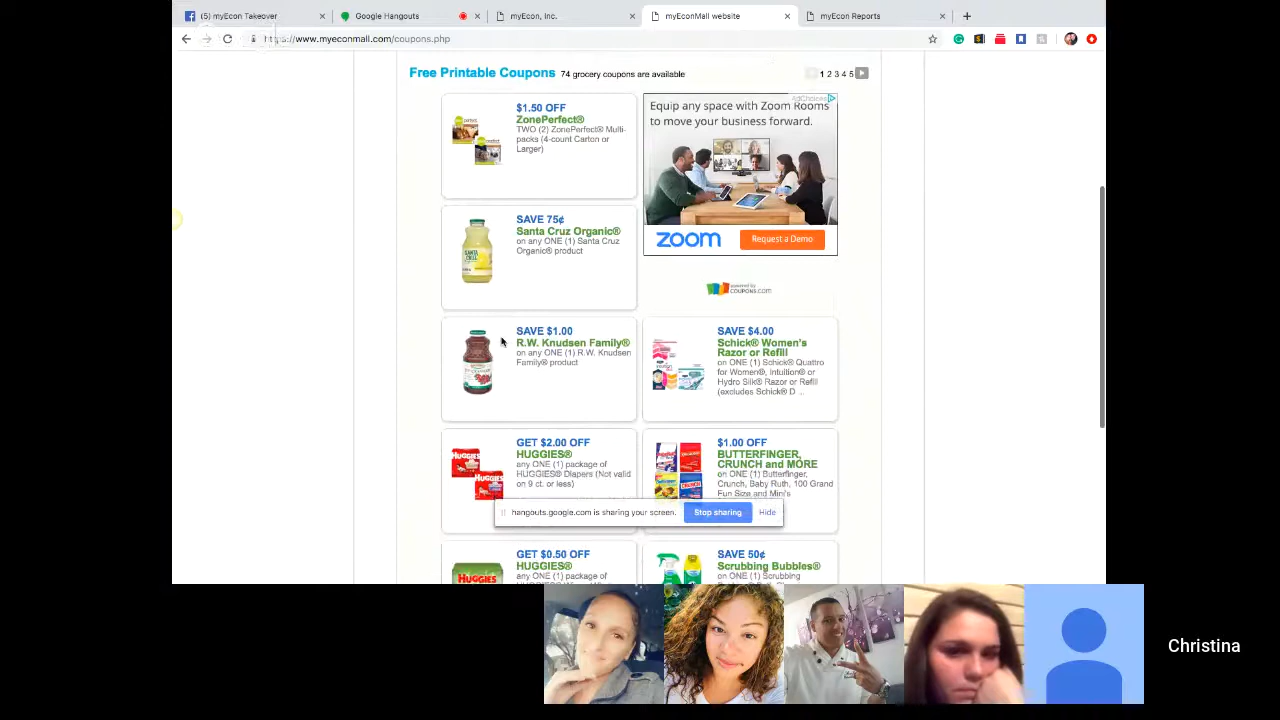 (5) myEcon Takeover
Google Hangouts
myEcon, Inc.
myEconMall website
myEcon Reports
https://www.myeconmall.com/coupons.php
Free Printable Coupons 74 grocery coupons are available
1 2 3 4 5
$1.50 OFF
ZonePerfect®
TWO (2) ZonePerfect® Multi-
packs (4-count Carton or
Larger)
AdChoices
Equip any space with Zoom Rooms
to move your business forward.
zoom
Request a Demo
SAVE 75¢
Santa Cruz Organic®
on any ONE (1) Santa Cruz
Organic® product
powered by
COUPONS.com
SAVE $1.00
R.W. Knudsen Family®
on any ONE (1) R.W. Knudsen
Family® product
SAVE $4.00
Schick® Women's
Razor or Refill
on ONE (1) Schick® Quattro
for Women®, Intuition® or
Hydro Silk® Razor or Refill
(excludes Schick® D ...
GET $2.00 OFF
HUGGIES®
any ONE (1) package of
HUGGIES® Diapers (Not valid
on 9 ct. or less)
$1.00 OFF
BUTTERFINGER,
CRUNCH and MORE
on ONE (1) Butterfinger,
Crunch, Baby Ruth, 100 Grand
Fun Size and Mini's
hangouts.google.com is sharing your screen.
Stop sharing
Hide
GET $0.50 OFF
HUGGIES®
any ONE (1) package of
SAVE 50¢
Scrubbing Bubbles®
on ONE (1) Scrubbing
Christina